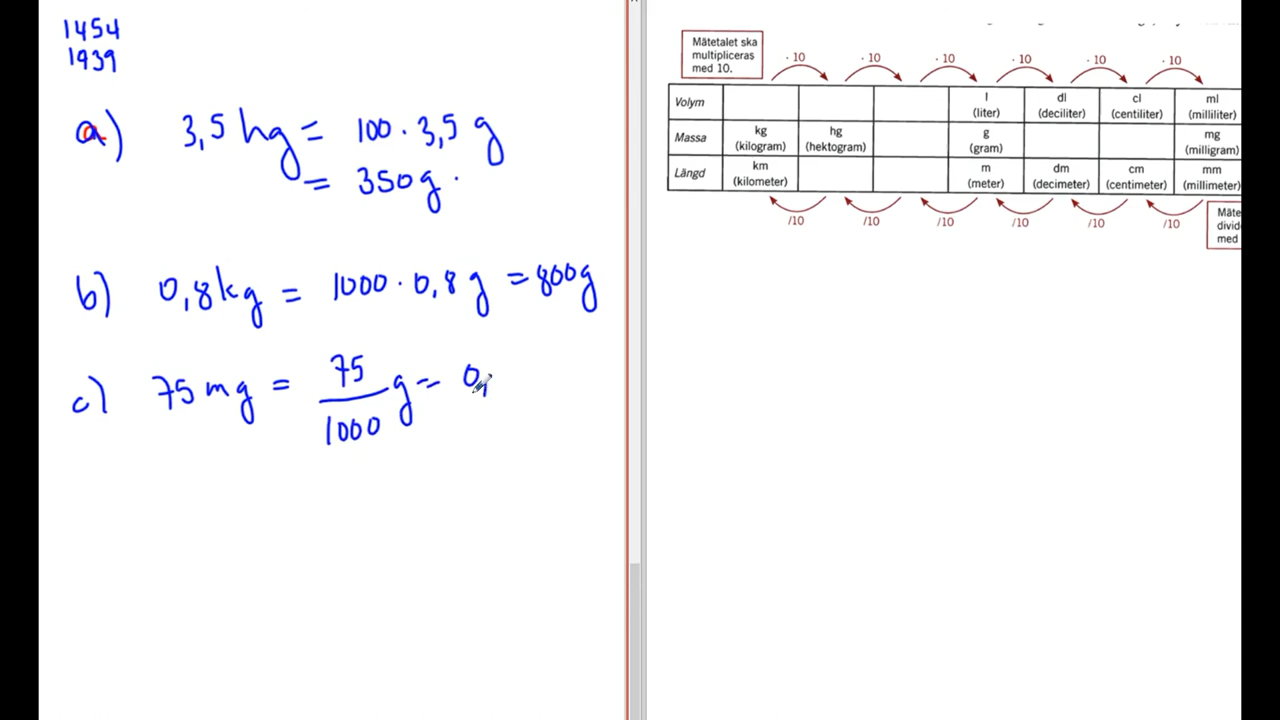 1454
1939
a) 3,5 hg = 100 · 3,5 g
= 350 g.
b) 0,8 kg = 1000 · 0,8 g = 800 g
c) 75 mg = 75/1000 g = 0,
Mätetalet ska
multipliceras
med 10.
· 10 · 10 · 10 · 10 · 10 · 10
Volym l (liter) dl (deciliter) cl (centiliter) ml (milliliter)
Massa kg (kilogram) hg (hektogram) g (gram) mg (milligram)
Längd km (kilometer) m (meter) dm (decimeter) cm (centimeter) mm (millimeter)
/10 /10 /10 /10 /10 /10
Mäte
divid
med